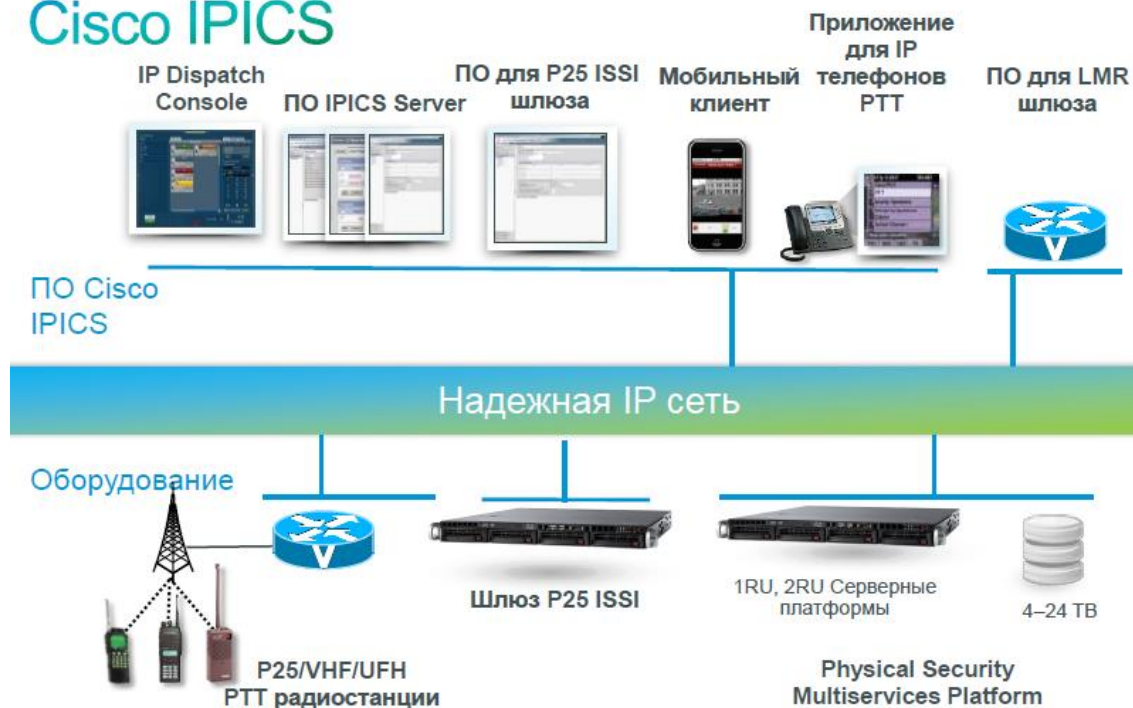 Cisco IPICS
IP Dispatch
Console
ПО IPICS Server
ПО для P25 ISSI
шлюза
Мобильный
клиент
Приложение
для IP
телефонов
PTT
ПО для LMR
шлюза
V
ПО Cisco
IPICS
Надежная IP сеть
Оборудование
V
Шлюз P25 ISSI
1RU, 2RU Серверные
платформы
4–24 TB
P25/VHF/UFH
PTT радиостанции
Physical Security
Multiservices Platform